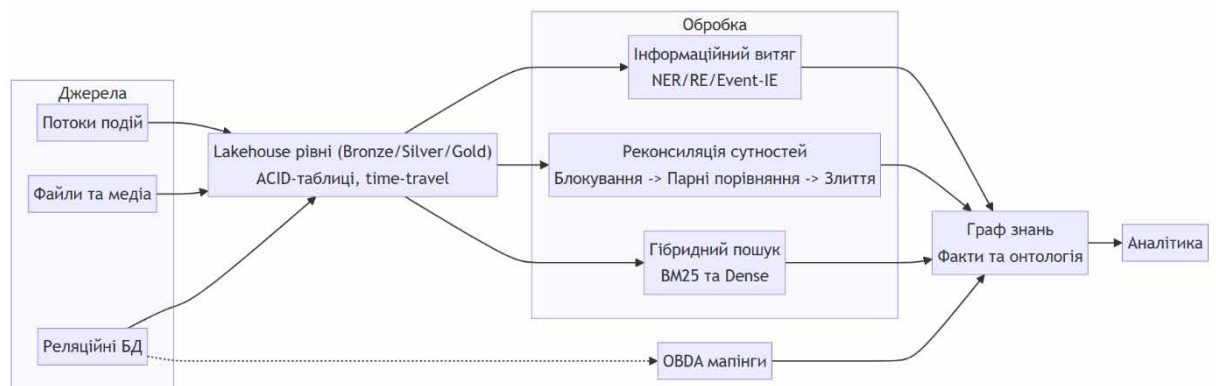 Джерела
Потоки подій
Файли та медіа
Реляційні БД
Lakehouse рівні (Bronze/Silver/Gold)
ACID-таблиці, time-travel
Обробка
Інформаційний витяг
NER/RE/Event-IE
Реконсиляція сутностей
Блокування -> Парні порівняння -> Злиття
Гібридний пошук
BM25 та Dense
OBDA мапінги
Граф знань
Факти та онтологія
Аналітика